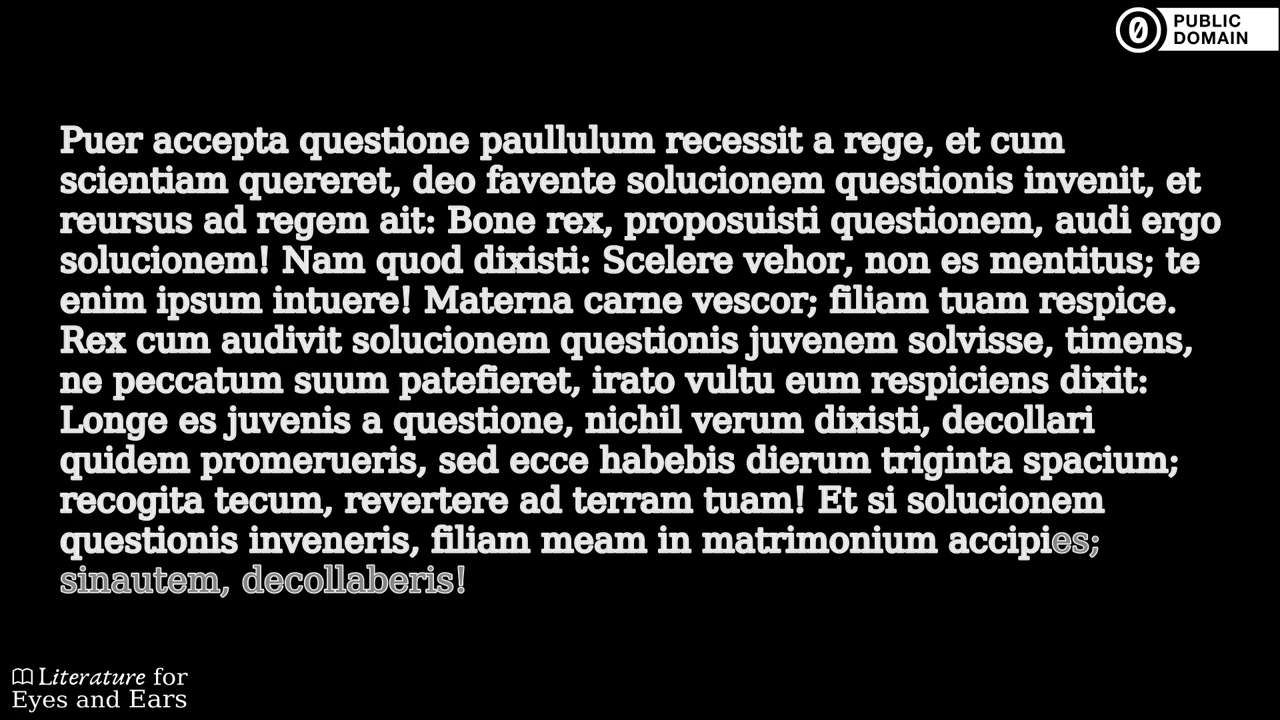 PUBLIC
DOMAIN
Puer accepta questione paullulum recessit a rege, et cum
scientiam quereret, deo favente solucionem questionis invenit, et
reursus ad regem ait: Bone rex, proposuisti questionem, audi ergo
solucionem! Nam quod dixisti: Scelere vehor, non es mentitus; te
enim ipsum intuere! Materna carne vescor; filiam tuam respice.
Rex cum audivit solucionem questionis juvenem solvisse, timens,
ne peccatum suum patefieret, irato vultu eum respiciens dixit:
Longe es juvenis a questione, nichil verum dixisti, decollari
quidem promerueris, sed ecce habebis dierum triginta spacium;
recogita tecum, revertere ad terram tuam! Et si solucionem
questionis inveneris, filiam meam in matrimonium accipies;
sinautem, decollaberis!
Literature for
Eyes and Ears